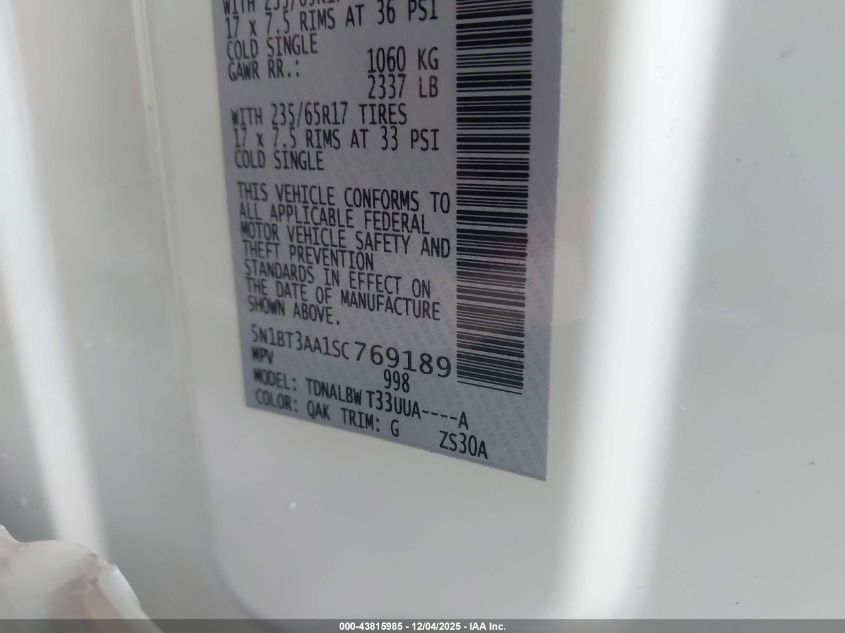 17 x 7.5 RIMS AT 36 PSI
COLD SINGLE
GAWR RR.: 1060 KG
2337 LB
WITH 235/65R17 TIRES
17 x 7.5 RIMS AT 33 PSI
COLD SINGLE
THIS VEHICLE CONFORMS TO
ALL APPLICABLE FEDERAL
MOTOR VEHICLE SAFETY AND
THEFT PREVENTION
STANDARDS IN EFFECT ON
THE DATE OF MANUFACTURE
SHOWN ABOVE.
5N1BT3AA1SC769189
MPV 998
MODEL: TDNALBW T33UUA----A
COLOR: QAK TRIM: G ZS30A
000-43815985 - 12/04/2025 - IAA Inc.